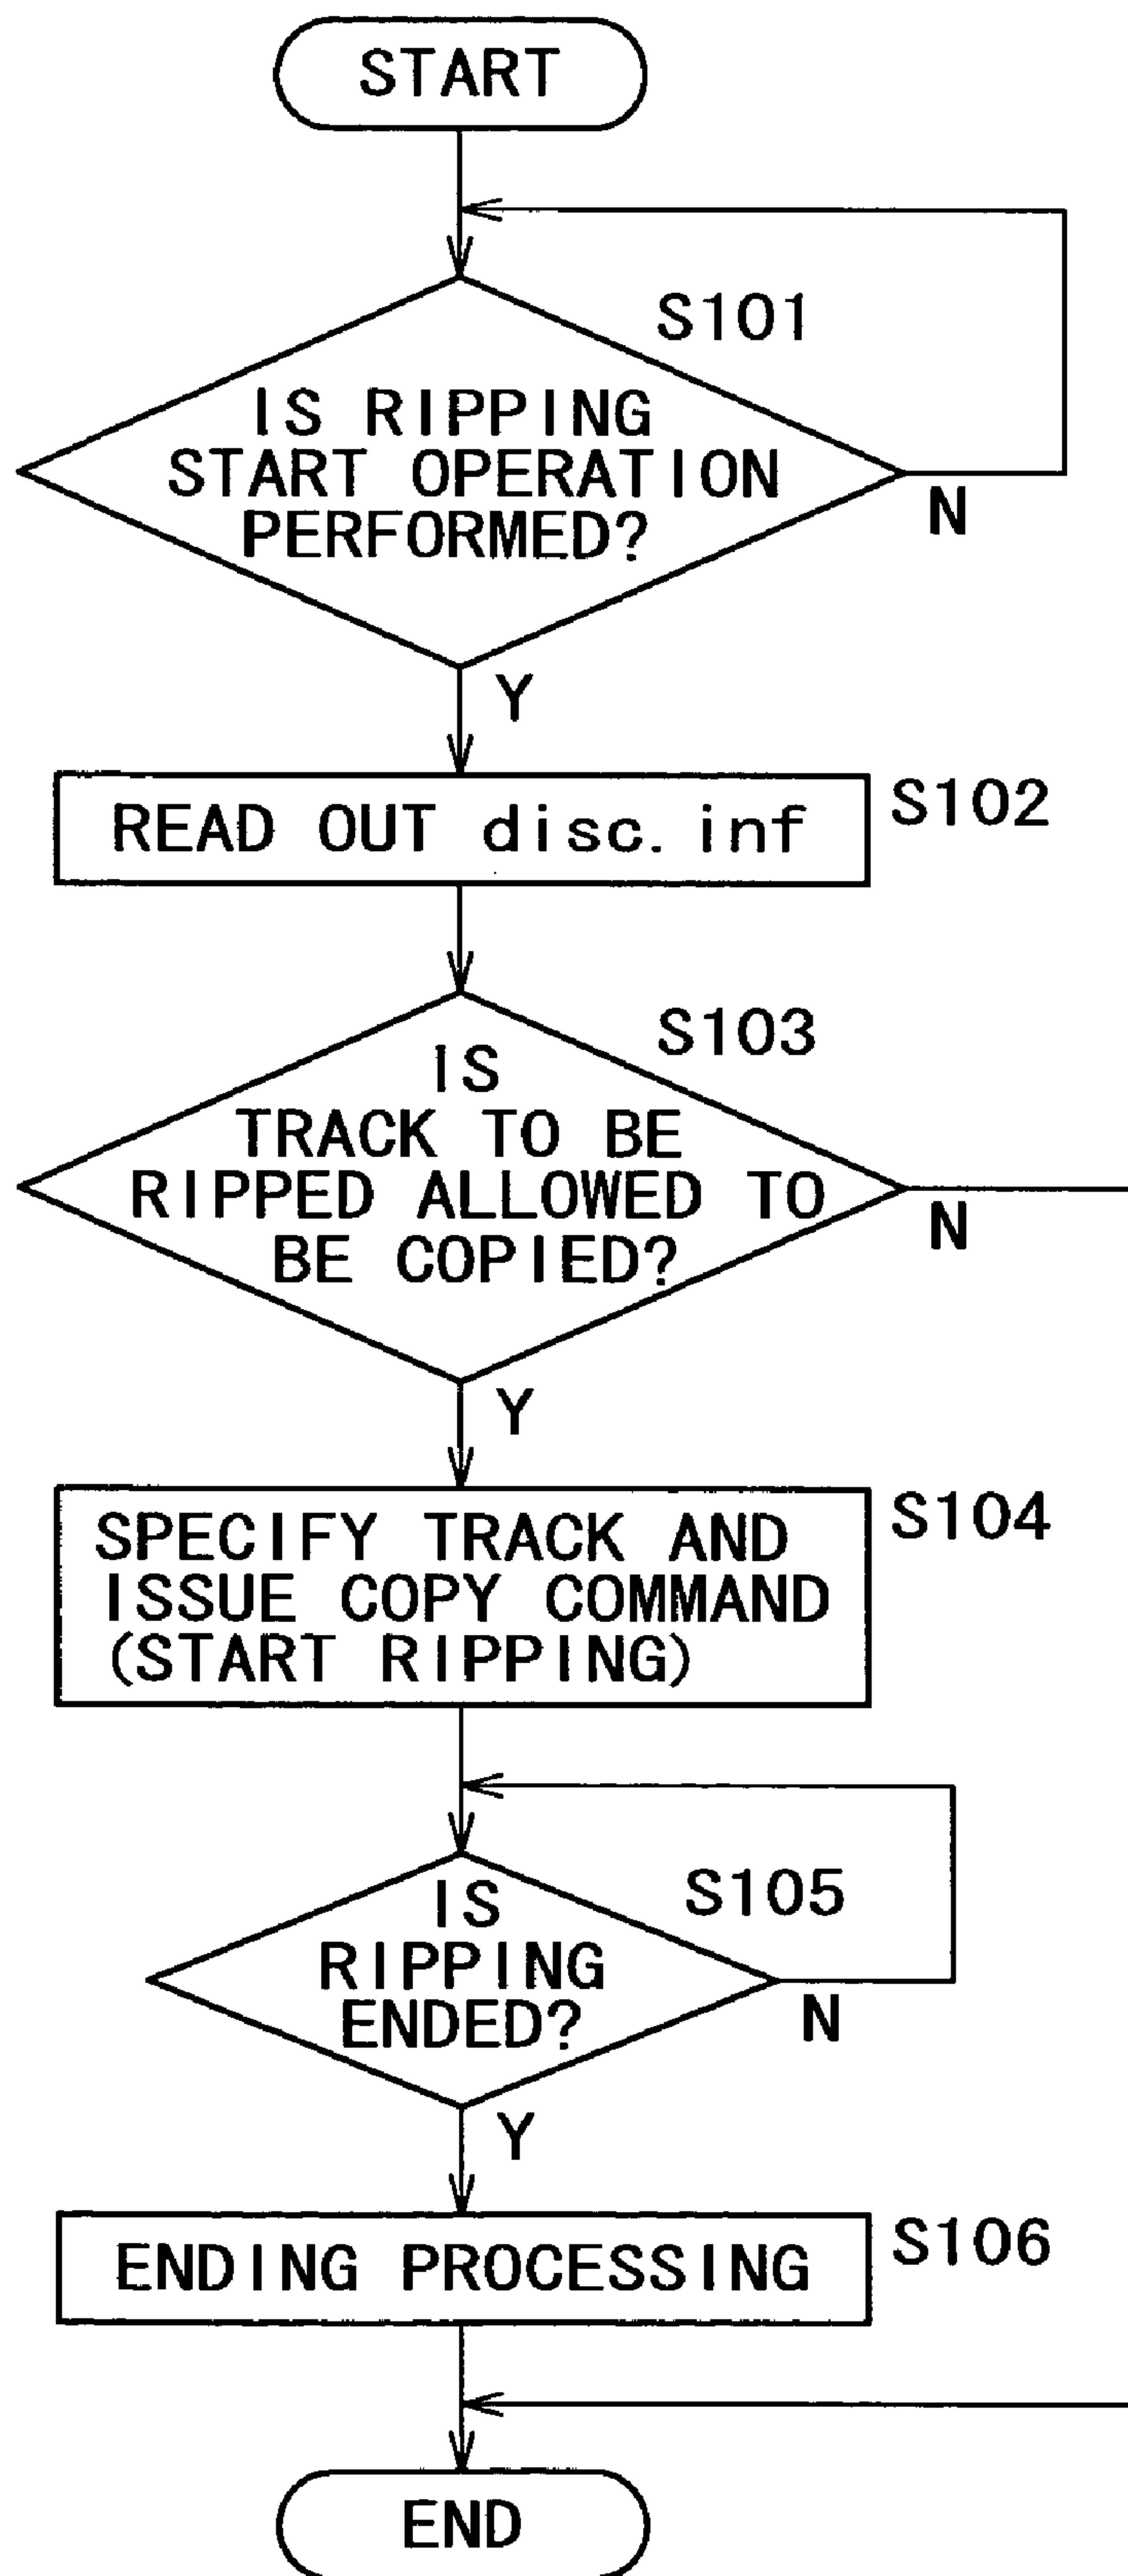 START
S101
IS RIPPING
START OPERATION
PERFORMED?
N
Y
READ OUT disc.inf
S102
S103
IS
TRACK TO BE
RIPPED ALLOWED TO
BE COPIED?
N
Y
SPECIFY TRACK AND
ISSUE COPY COMMAND
(START RIPPING)
S104
S105
IS
RIPPING
ENDED?
N
Y
ENDING PROCESSING
S106
END